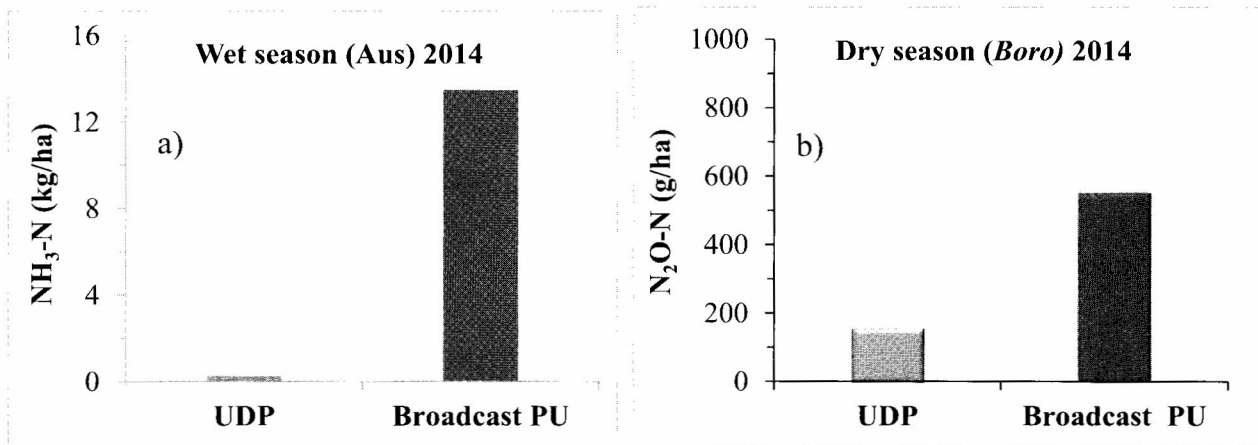 Wet season (Aus) 2014
a)
NH₃-N (kg/ha)
16
12
8
4
0
UDP
Broadcast PU
Dry season (Boro) 2014
b)
N₂O-N (g/ha)
1000
800
600
400
200
0
UDP
Broadcast PU